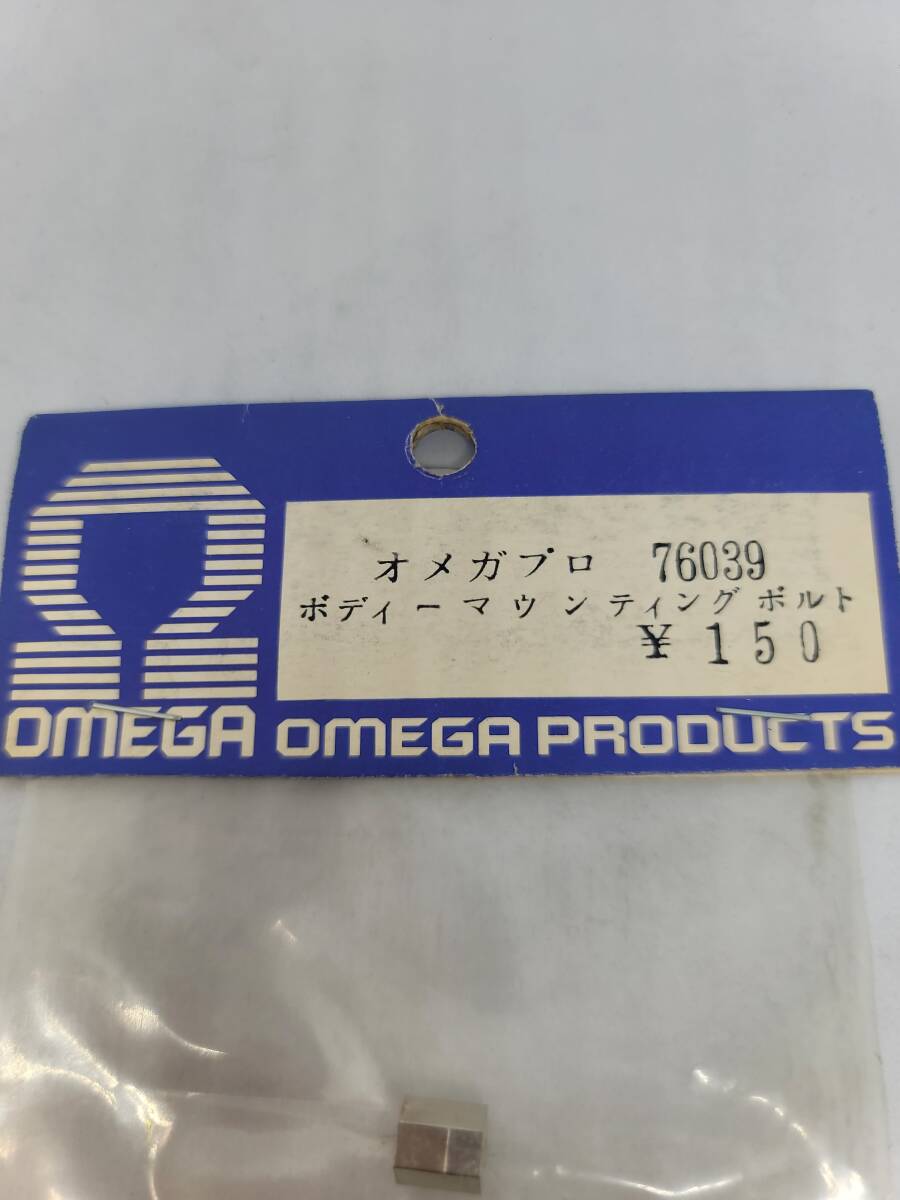 オメガプロ 76039
ボディーマウンティングボルト
¥150
OMEGA OMEGA PRODUCTS